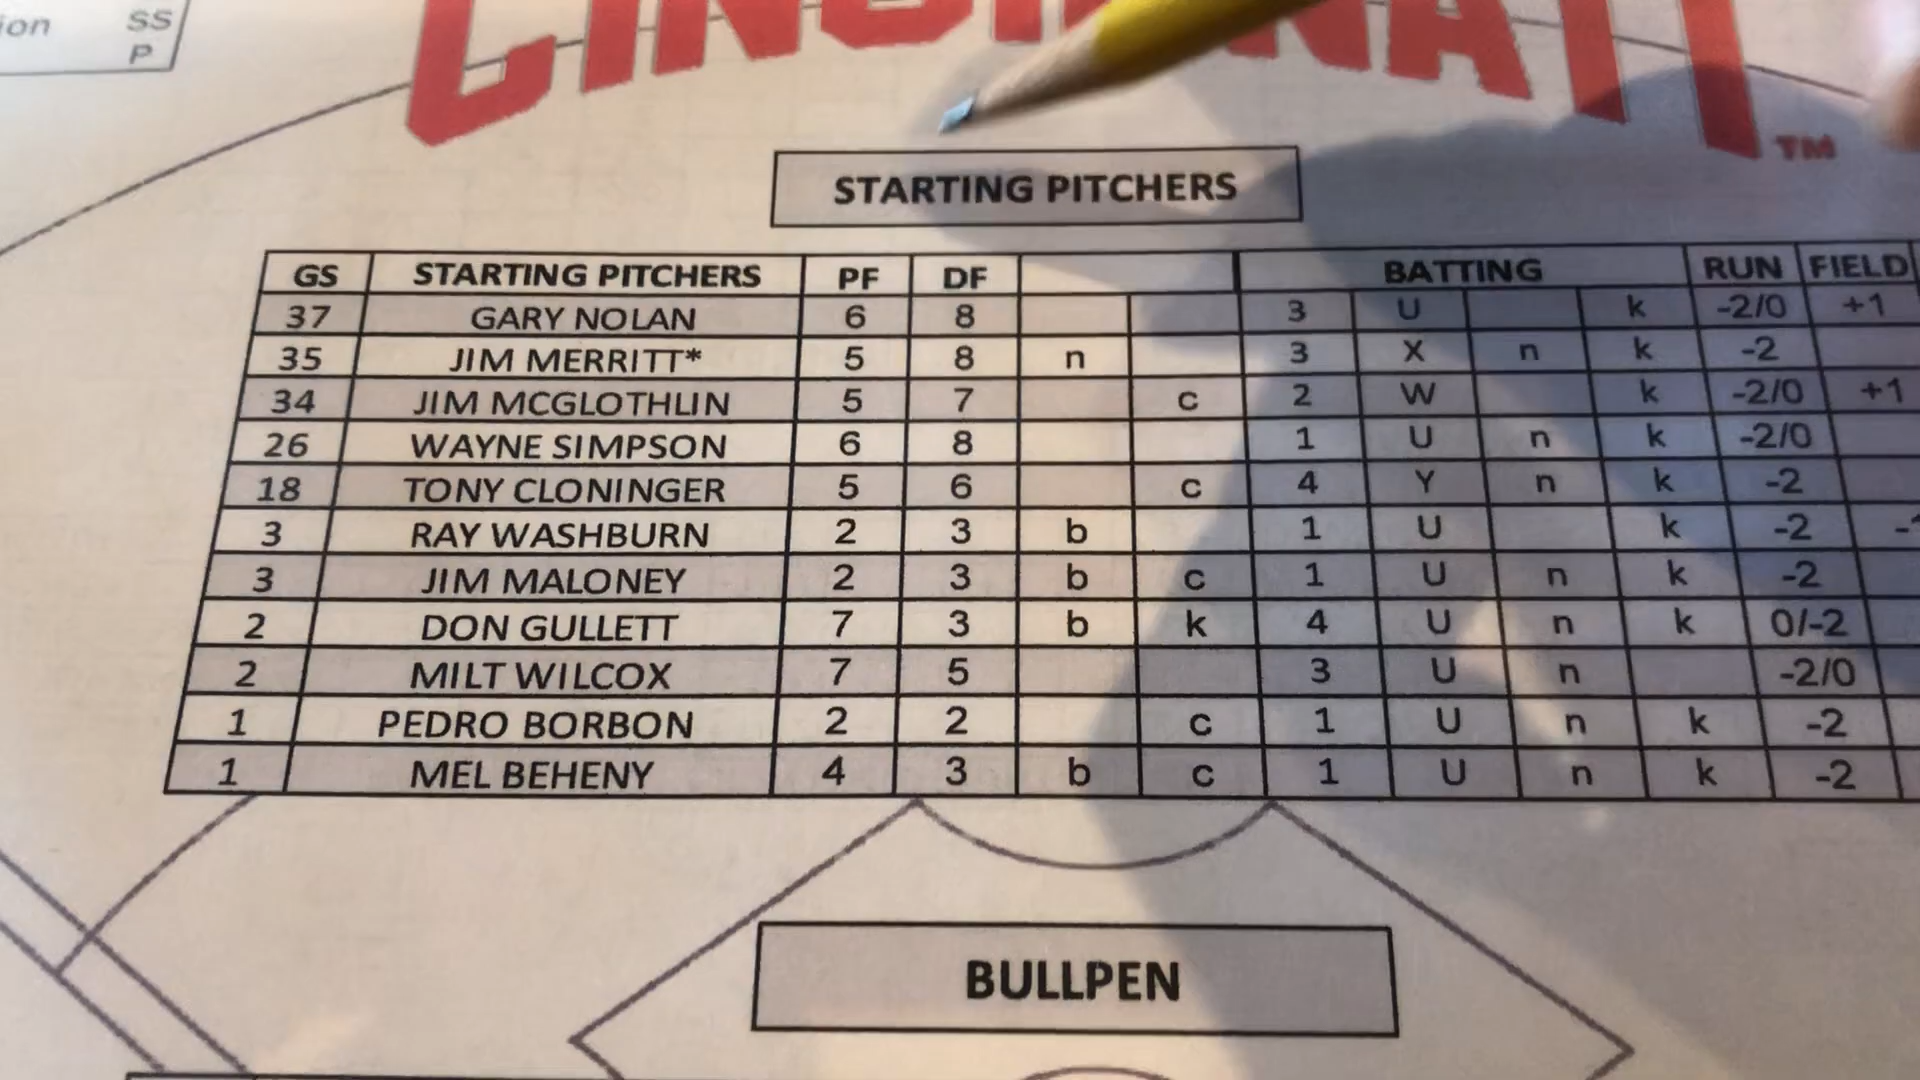 ion SS
P
CINCINNATI
TM
STARTING PITCHERS
GS STARTING PITCHERS PF DF BATTING RUN FIELD
37 GARY NOLAN 6 8 3 U k -2/0 +1
35 JIM MERRITT* 5 8 n 3 X n k -2
34 JIM MCGLOTHLIN 5 7 c 2 W k -2/0 +1
26 WAYNE SIMPSON 6 8 1 U n k -2/0
18 TONY CLONINGER 5 6 c 4 Y n k -2
3 RAY WASHBURN 2 3 b 1 U k -2
3 JIM MALONEY 2 3 b c 1 U n k -2
2 DON GULLETT 7 3 b k 4 U n k 0/-2
2 MILT WILCOX 7 5 3 U n -2/0
1 PEDRO BORBON 2 2 c 1 U n k -2
1 MEL BEHENY 4 3 b c 1 U n k -2
BULLPEN